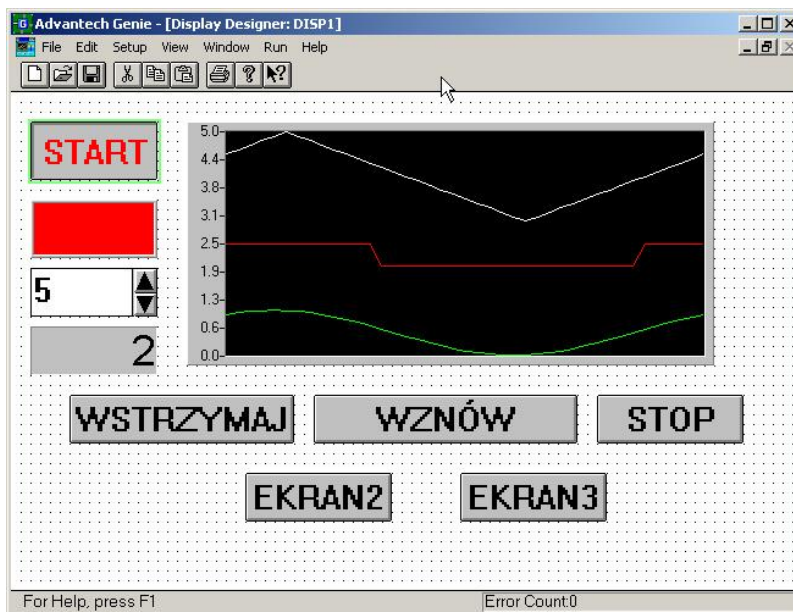 Advantech Genie - [Display Designer: DISP1]
File Edit Setup View Window Run Help
START
5.0
4.4
3.8
3.1
2.5
1.9
1.3
0.6
0.0
5
2
WSTRZYMAJ WZNÓW STOP
EKRAN2 EKRAN3
For Help, press F1 Error Count:0